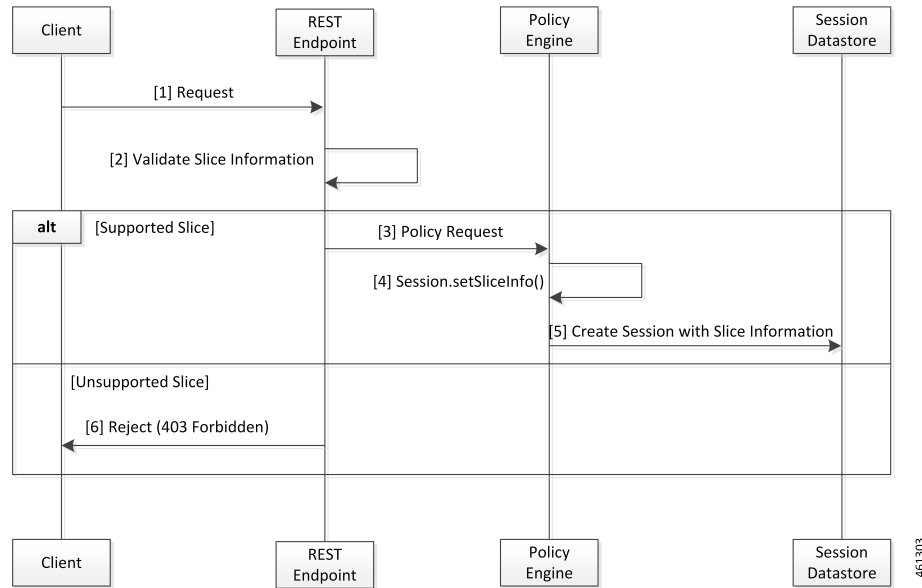 Client
REST
Endpoint
Policy
Engine
Session
Datastore
[1] Request
[2] Validate Slice Information
alt
[Supported Slice]
[3] Policy Request
[4] Session.setSliceInfo()
[5] Create Session with Slice Information
[Unsupported Slice]
[6] Reject (403 Forbidden)
Client
REST
Endpoint
Policy
Engine
Session
Datastore
461303